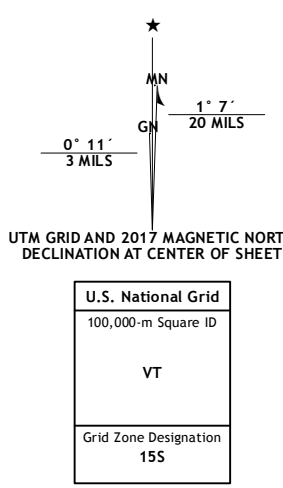 ★
MN
1° 7´
20 MILS
GN
0° 11´
3 MILS
UTM GRID AND 2017 MAGNETIC NORT
DECLINATION AT CENTER OF SHEET
U.S. National Grid
100,000-m Square ID
VT
Grid Zone Designation
15S